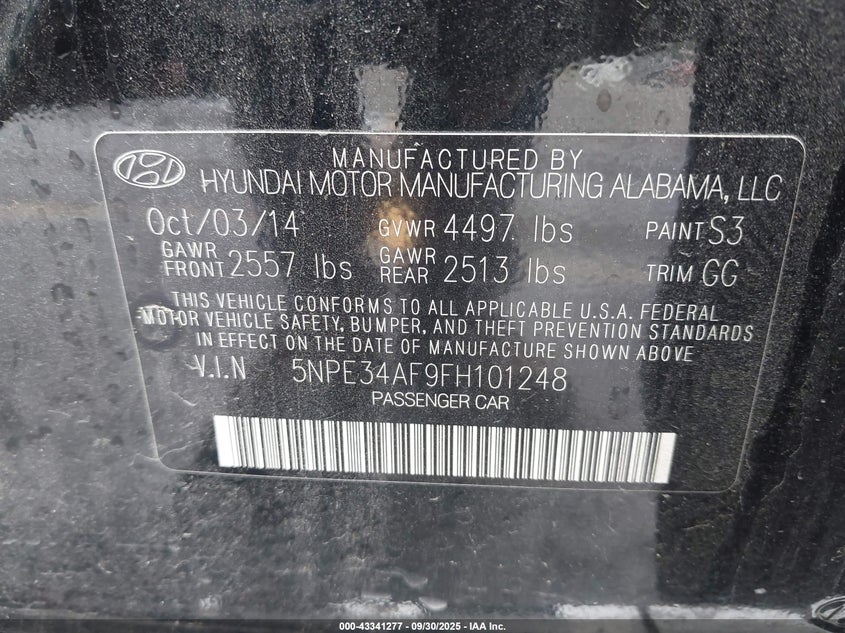 MANUFACTURED BY
HYUNDAI MOTOR MANUFACTURING ALABAMA, LLC
Oct/03/14 GVWR 4497 lbs PAINT S3
GAWR FRONT 2557 lbs GAWR REAR 2513 lbs TRIM GG
THIS VEHICLE CONFORMS TO ALL APPLICABLE U.S.A. FEDERAL
MOTOR VEHICLE SAFETY, BUMPER, AND THEFT PREVENTION STANDARDS
IN EFFECT ON THE DATE OF MANUFACTURE SHOWN ABOVE
V.I.N 5NPE34AF9FH101248
PASSENGER CAR
000-43341277 - 09/30/2025 - IAA Inc.